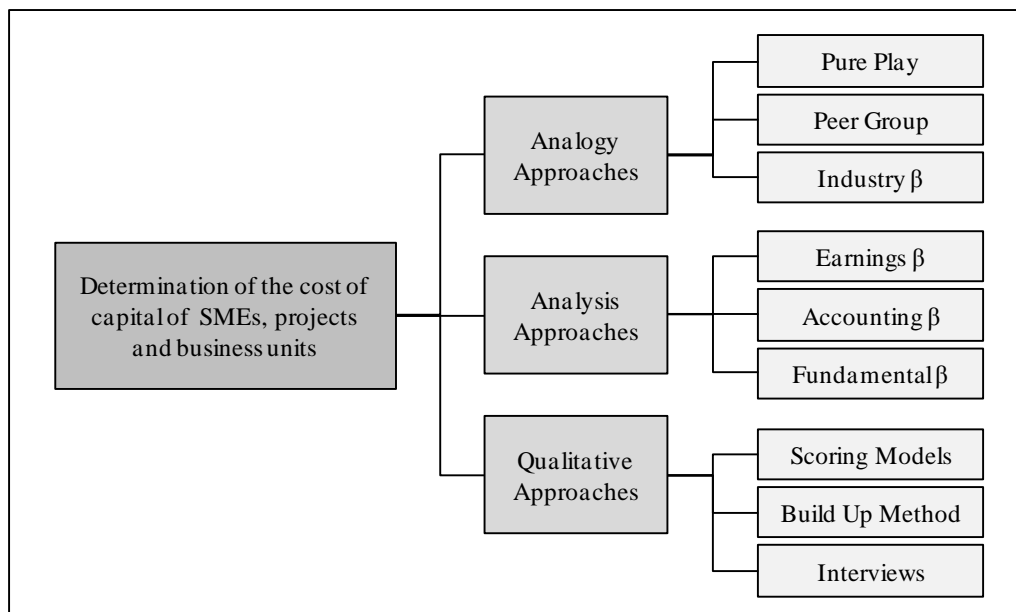 Determination of the cost of
capital of SMEs, projects
and business units
Analogy
Approaches
Pure Play
Peer Group
Industry β
Analysis
Approaches
Earnings β
Accounting β
Fundamental β
Qualitative
Approaches
Scoring Models
Build Up Method
Interviews